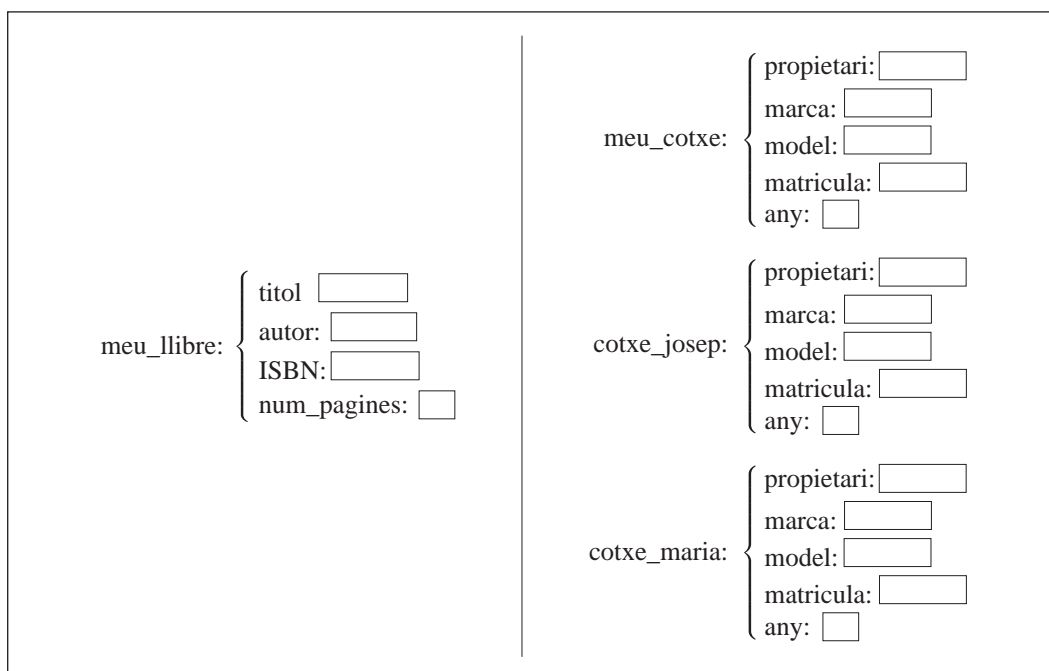 meu_llibre:
titol
autor:
ISBN:
num_pagines:
meu_cotxe:
propietari:
marca:
model:
matricula:
any:
cotxe_josep:
propietari:
marca:
model:
matricula:
any:
cotxe_maria:
propietari:
marca:
model:
matricula:
any: